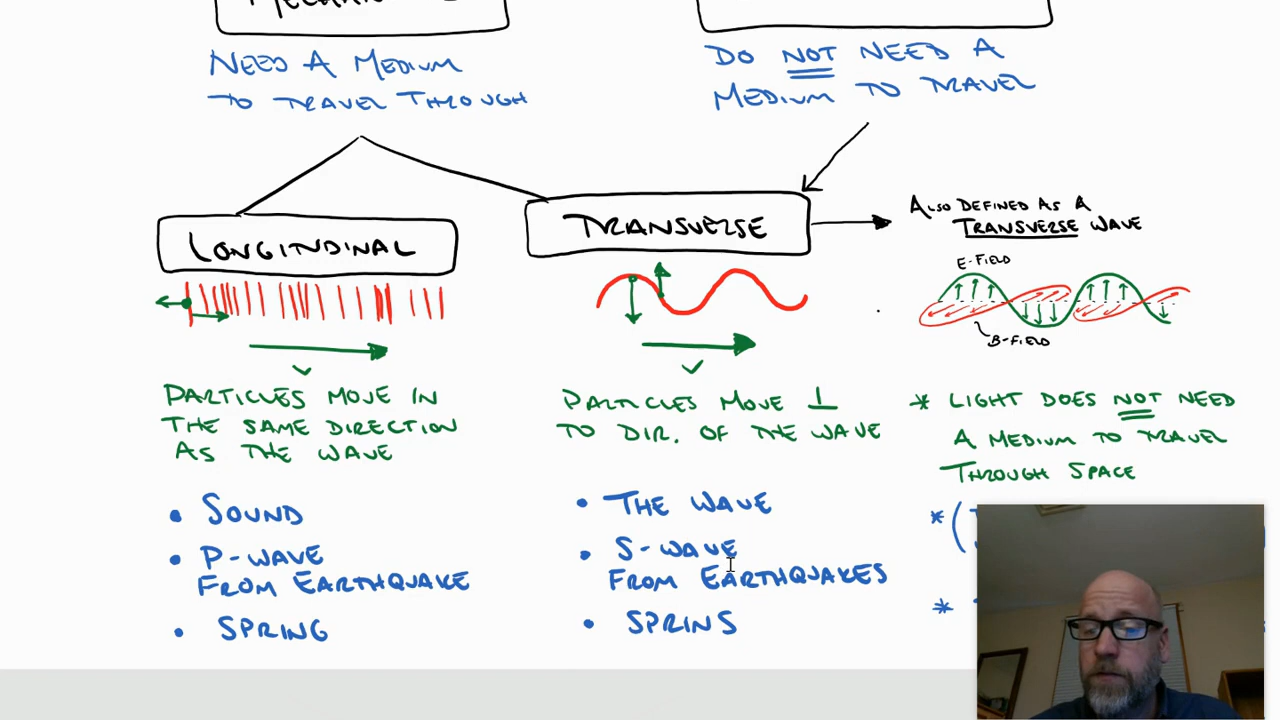 NEED A MEDIUM
TO TRAVEL THROUGH
DO NOT NEED A
MEDIUM TO TRAVEL
LONGITUDINAL
TRANSVERSE
ALSO DEFINED AS A
TRANSVERSE WAVE
E-FIELD
B-FIELD
V
V
PARTICLES MOVE IN
THE SAME DIRECTION
AS THE WAVE
PARTICLES MOVE ⊥
TO DIR. OF THE WAVE
* LIGHT DOES NOT NEED
A MEDIUM TO TRAVEL
THROUGH SPACE
• SOUND
• P-WAVE
FROM EARTHQUAKE
• SPRING
• THE WAVE
• S-WAVE
FROM EARTHQUAKES
• SPRINS
* (
*